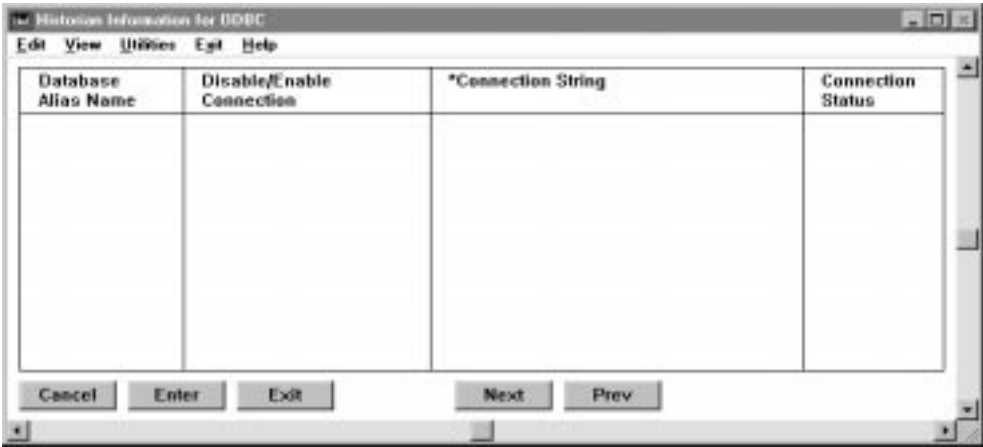 Historian Information for ODBC
Edit View Utilities Exit Help
Database Alias Name
Disable/Enable Connection
*Connection String
Connection Status
Cancel Enter Exit Next Prev